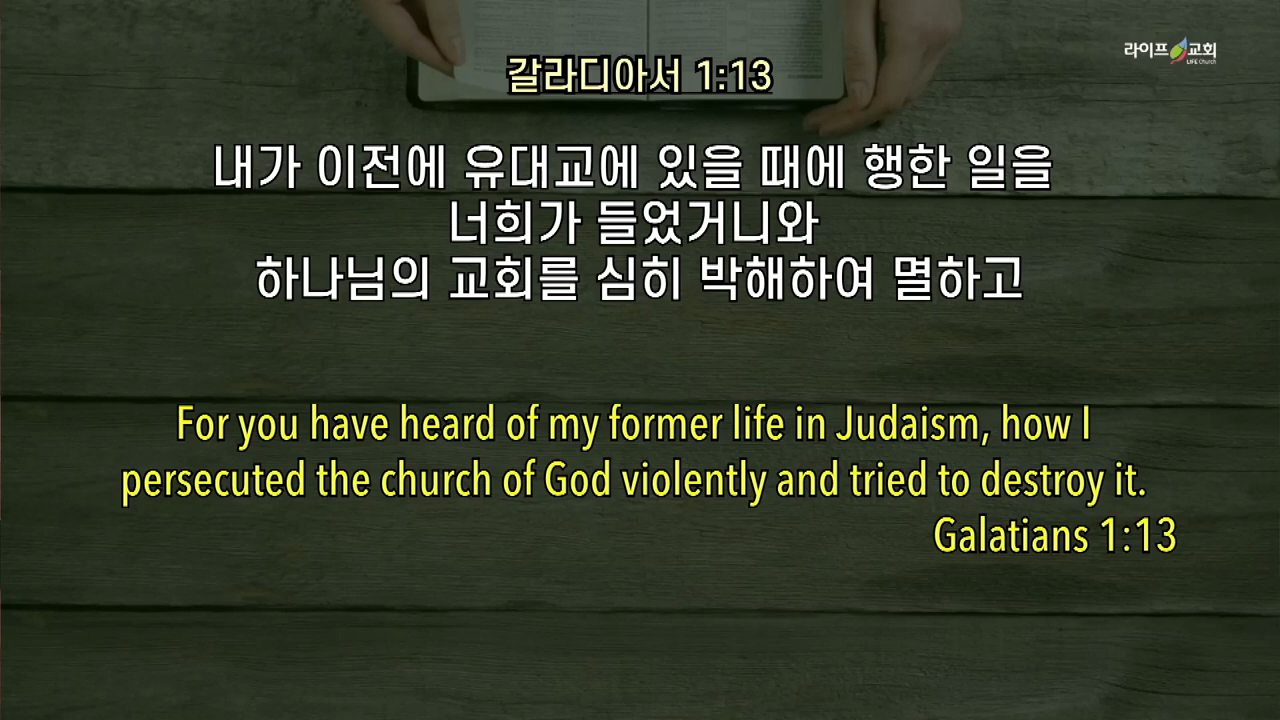 라이프 교회
LIFE Church
갈라디아서 1:13
내가 이전에 유대교에 있을 때에 행한 일을
너희가 들었거니와
하나님의 교회를 심히 박해하여 멸하고
For you have heard of my former life in Judaism, how I
persecuted the church of God violently and tried to destroy it.
Galatians 1:13